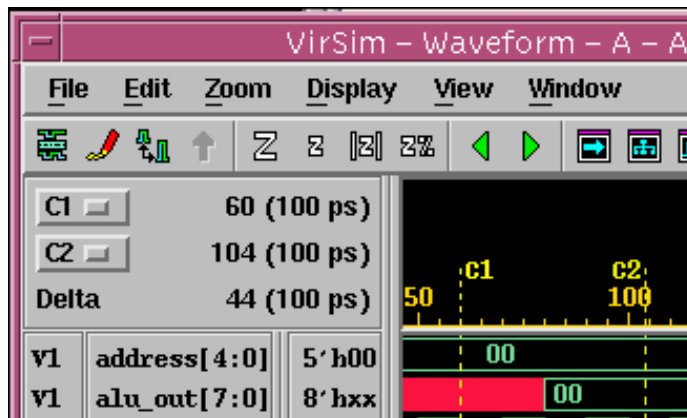 VirSim – Waveform – A – A
File Edit Zoom Display View Window
Z z |z| z%
C1 60 (100 ps)
C2 104 (100 ps)
Delta 44 (100 ps)
C1 C2
50 100
v1 address[4:0] 5'h00 00
v1 alu_out[7:0] 8'hxx 00